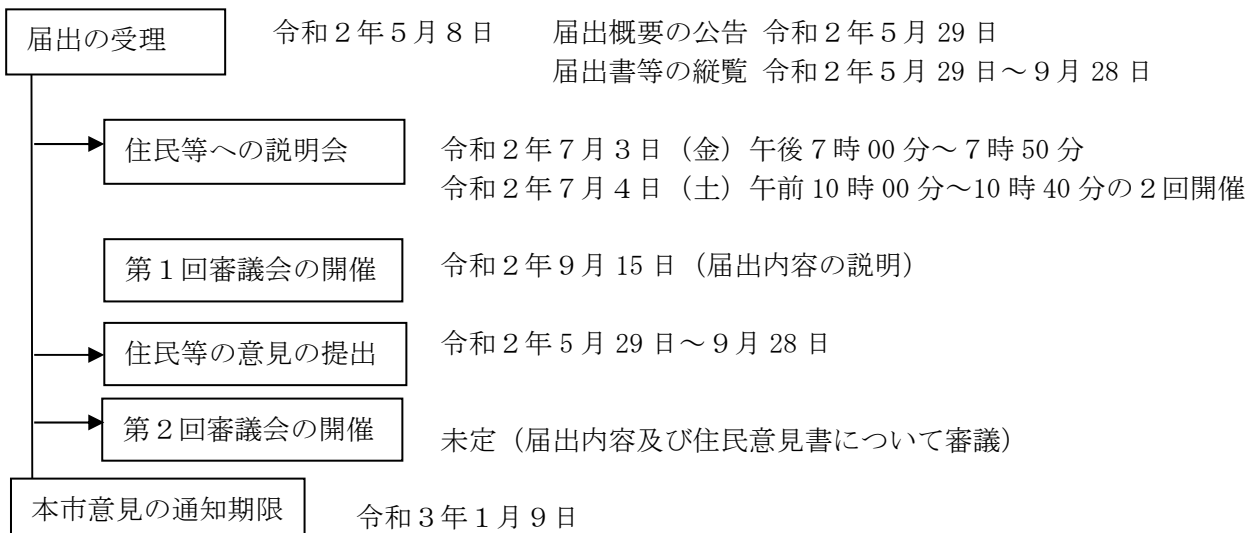 届出の受理 令和２年５月８日 届出概要の公告 令和２年５月 29 日
届出書等の縦覧 令和２年５月 29 日～９月 28 日
住民等への説明会 令和２年７月３日（金）午後７時 00 分～７時 50 分
令和２年７月４日（土）午前 10 時 00 分～10 時 40 分の２回開催
第１回審議会の開催 令和２年９月 15 日（届出内容の説明）
住民等の意見の提出 令和２年５月 29 日～９月 28 日
第２回審議会の開催 未定（届出内容及び住民意見書について審議）
本市意見の通知期限 令和３年１月９日